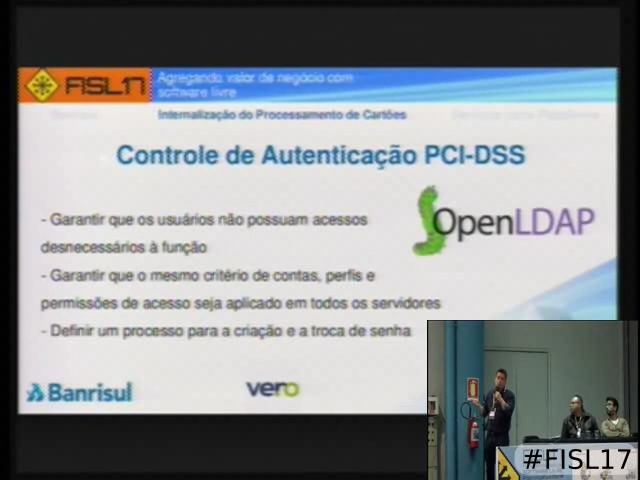 FISL17
Agregando valor de negócio com
software livre
Internalização do Processamento de Cartões
Controle de Autenticação PCI-DSS
- Garantir que os usuários não possuam acessos
desnecessários à função
- Garantir que o mesmo critério de contas, perfis e
permissões de acesso seja aplicado em todos os servidores
- Definir um processo para a criação e a troca de senha
OpenLDAP
Banrisul
vero
#FISL17